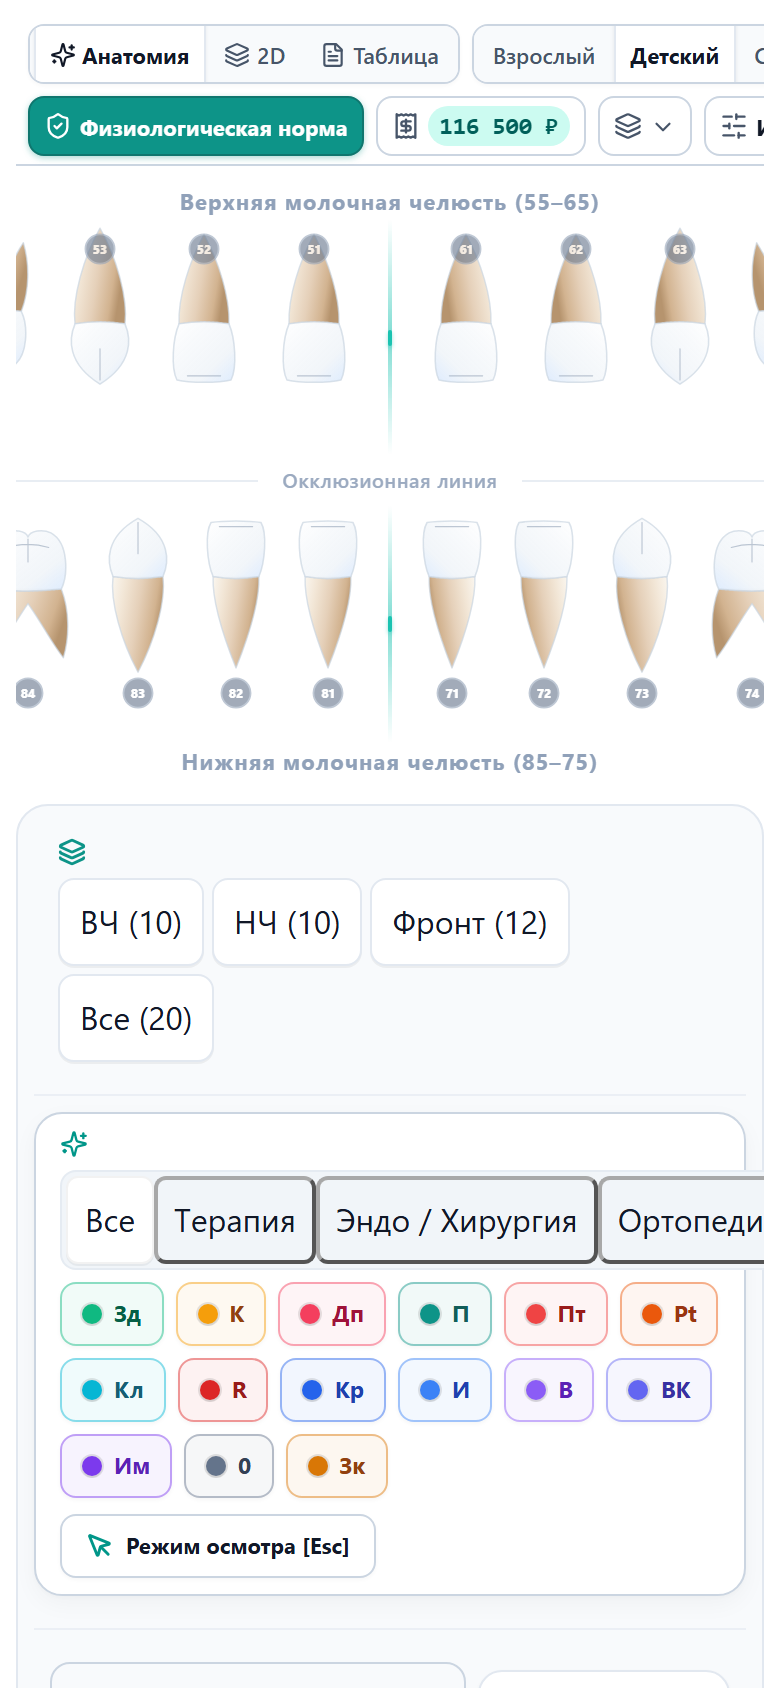 Анатомия 2D Таблица Взрослый Детский
Физиологическая норма 116 500 ₽
Верхняя молочная челюсть (55–65)
53 52 51 61 62 63
Окклюзионная линия
84 83 82 81 71 72 73 74
Нижняя молочная челюсть (85–75)
ВЧ (10) НЧ (10) Фронт (12)
Все (20)
Все Терапия Эндо / Хирургия Ортопеди
Зд К Дп П Пт Pt
Кл R Кр И В ВК
Им 0 Зк
Режим осмотра [Esc]